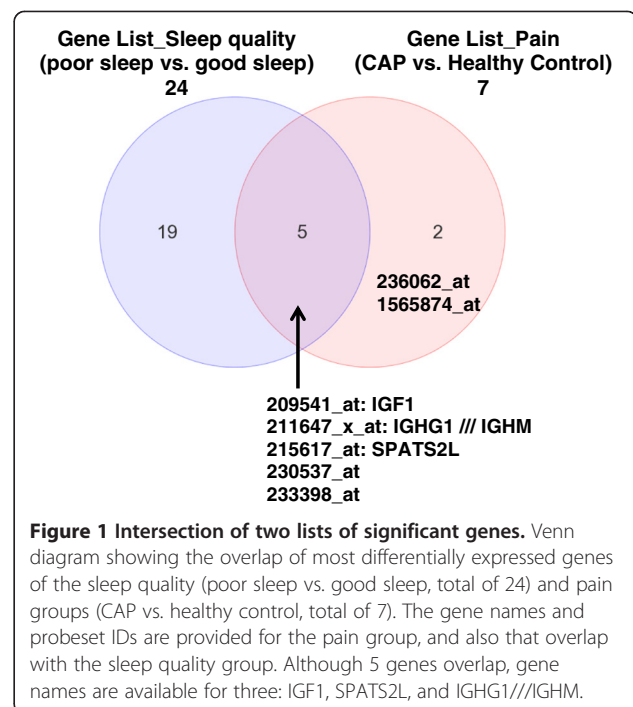 Gene List_Sleep quality
(poor sleep vs. good sleep)
24
Gene List_Pain
(CAP vs. Healthy Control)
7
19
5
2
236062_at
1565874_at
209541_at: IGF1
211647_x_at: IGHG1 /// IGHM
215617_at: SPATS2L
230537_at
233398_at
Figure 1 Intersection of two lists of significant genes. Venn
diagram showing the overlap of most differentially expressed genes
of the sleep quality (poor sleep vs. good sleep, total of 24) and pain
groups (CAP vs. healthy control, total of 7). The gene names and
probeset IDs are provided for the pain group, and also that overlap
with the sleep quality group. Although 5 genes overlap, gene
names are available for three: IGF1, SPATS2L, and IGHG1///IGHM.